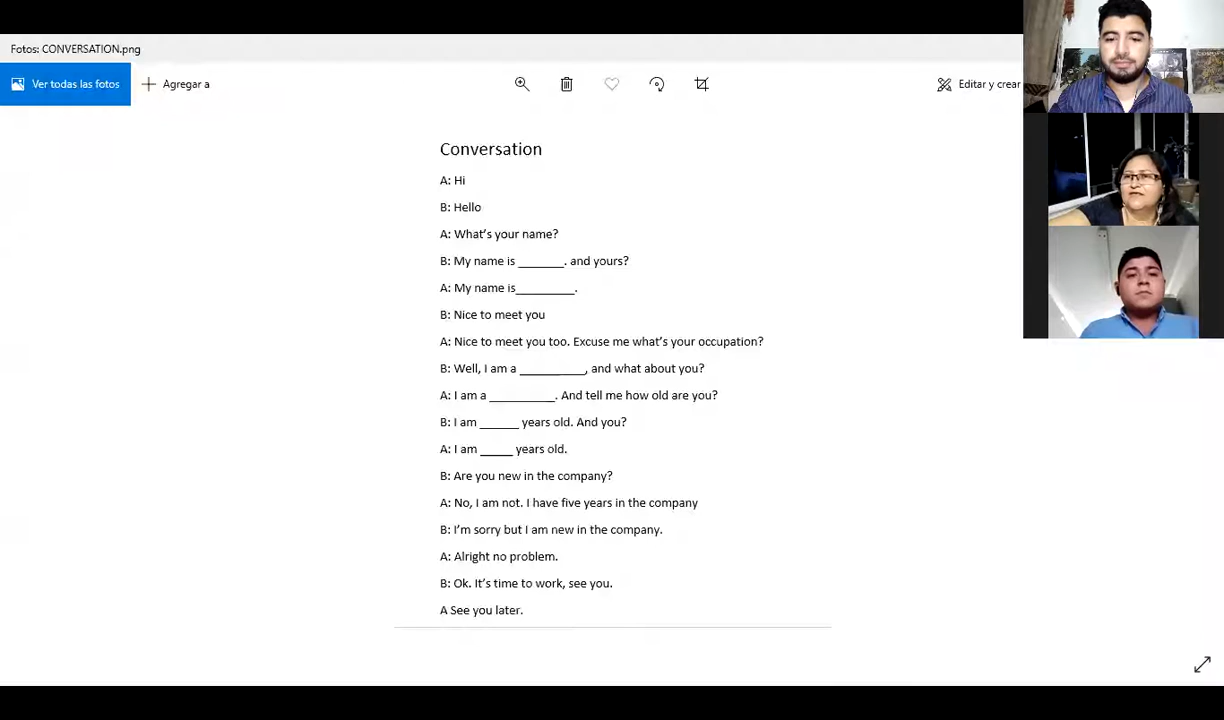 Fotos: CONVERSATION.png
Ver todas las fotos
Agregar a
Editar y crear
Conversation
A: Hi
B: Hello
A: What's your name?
B: My name is _______. and yours?
A: My name is_________.
B: Nice to meet you
A: Nice to meet you too. Excuse me what's your occupation?
B: Well, I am a __________, and what about you?
A: I am a __________. And tell me how old are you?
B: I am ______ years old. And you?
A: I am _____ years old.
B: Are you new in the company?
A: No, I am not. I have five years in the company
B: I'm sorry but I am new in the company.
A: Alright no problem.
B: Ok. It's time to work, see you.
A See you later.